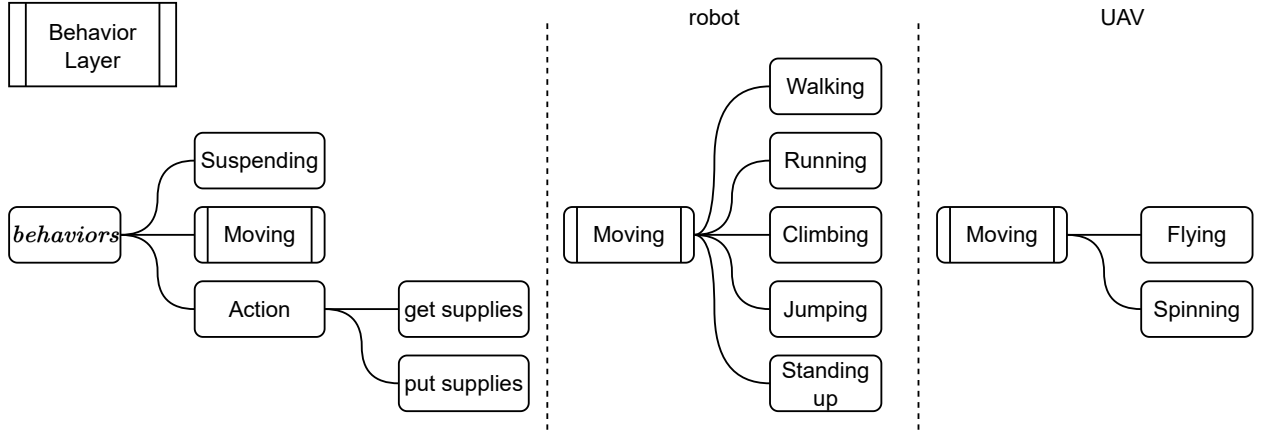 Behavior
Layer
behaviors
Suspending
Moving
Action
get supplies
put supplies
robot
Moving
Walking
Running
Climbing
Jumping
Standing
up
UAV
Moving
Flying
Spinning